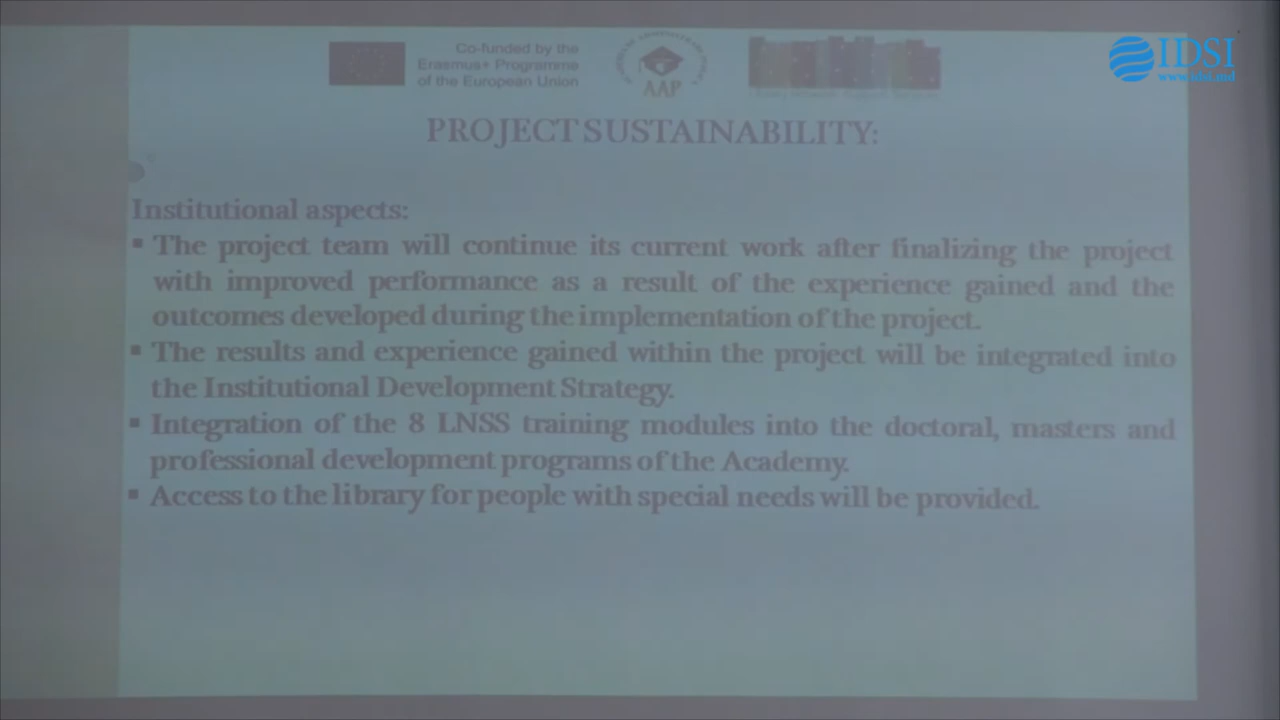 Co-funded by the
Erasmus+ Programme
of the European Union
AAP
IDSI
www.idsi.md
PROJECT SUSTAINABILITY:
Institutional aspects:
▪ The project team will continue its current work after finalizing the project
with improved performance as a result of the experience gained and the
outcomes developed during the implementation of the project.
▪ The results and experience gained within the project will be integrated into
the Institutional Development Strategy.
▪ Integration of the 8 LNSS training modules into the doctoral, masters and
professional development programs of the Academy.
▪ Access to the library for people with special needs will be provided.